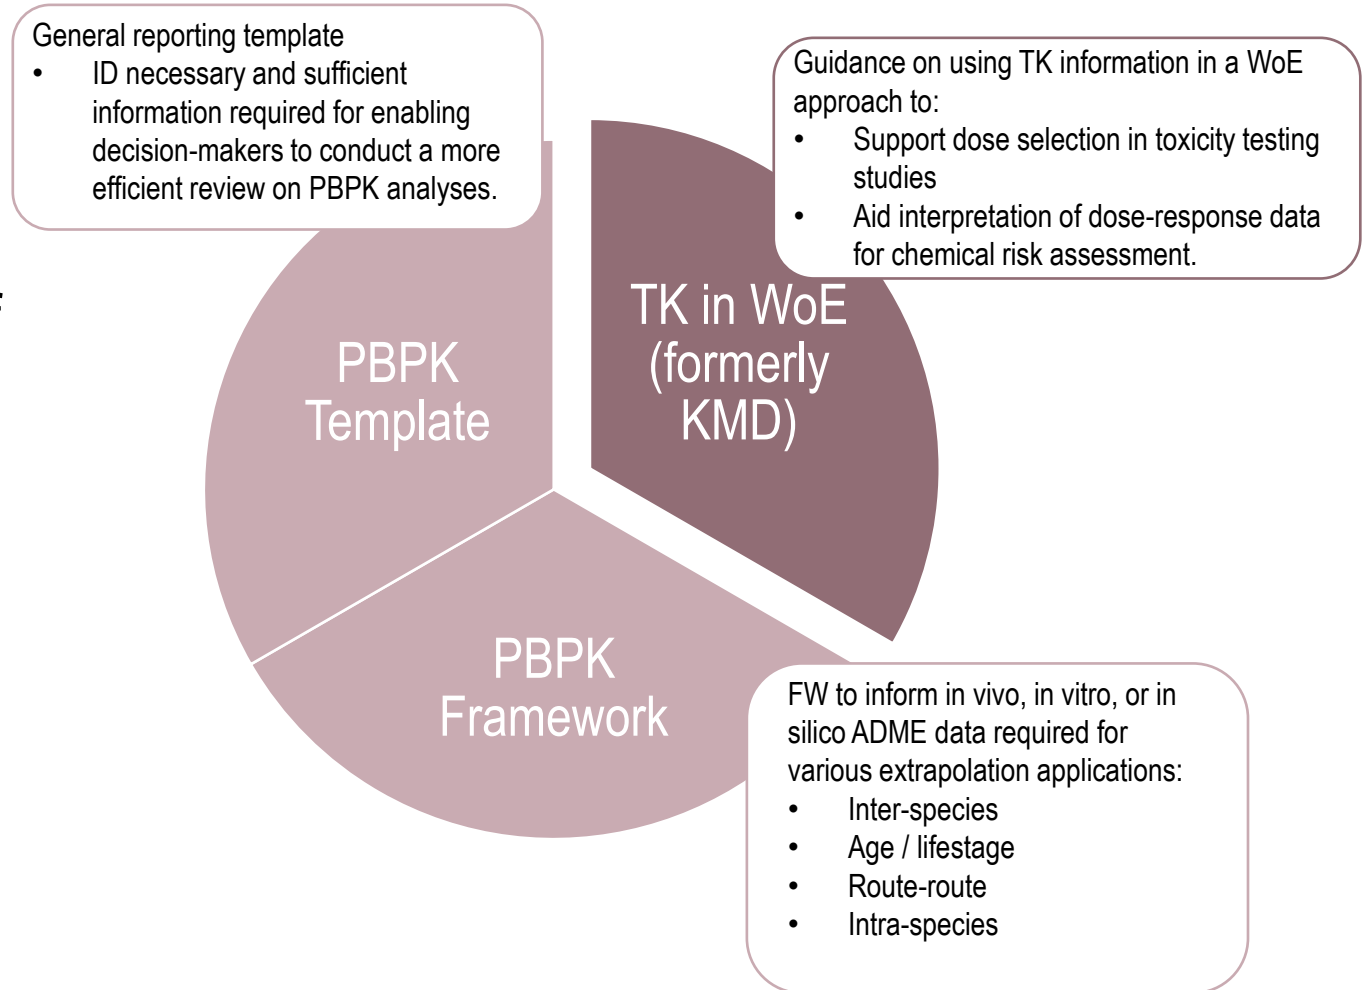 General reporting template
• ID necessary and sufficient
information required for enabling
decision-makers to conduct a more
efficient review on PBPK analyses.
Guidance on using TK information in a WoE
approach to:
• Support dose selection in toxicity testing
studies
• Aid interpretation of dose-response data
for chemical risk assessment.
TK in WoE
(formerly
KMD)
PBPK
Template
PBPK
Framework
FW to inform in vivo, in vitro, or in
silico ADME data required for
various extrapolation applications:
• Inter-species
• Age / lifestage
• Route-route
• Intra-species